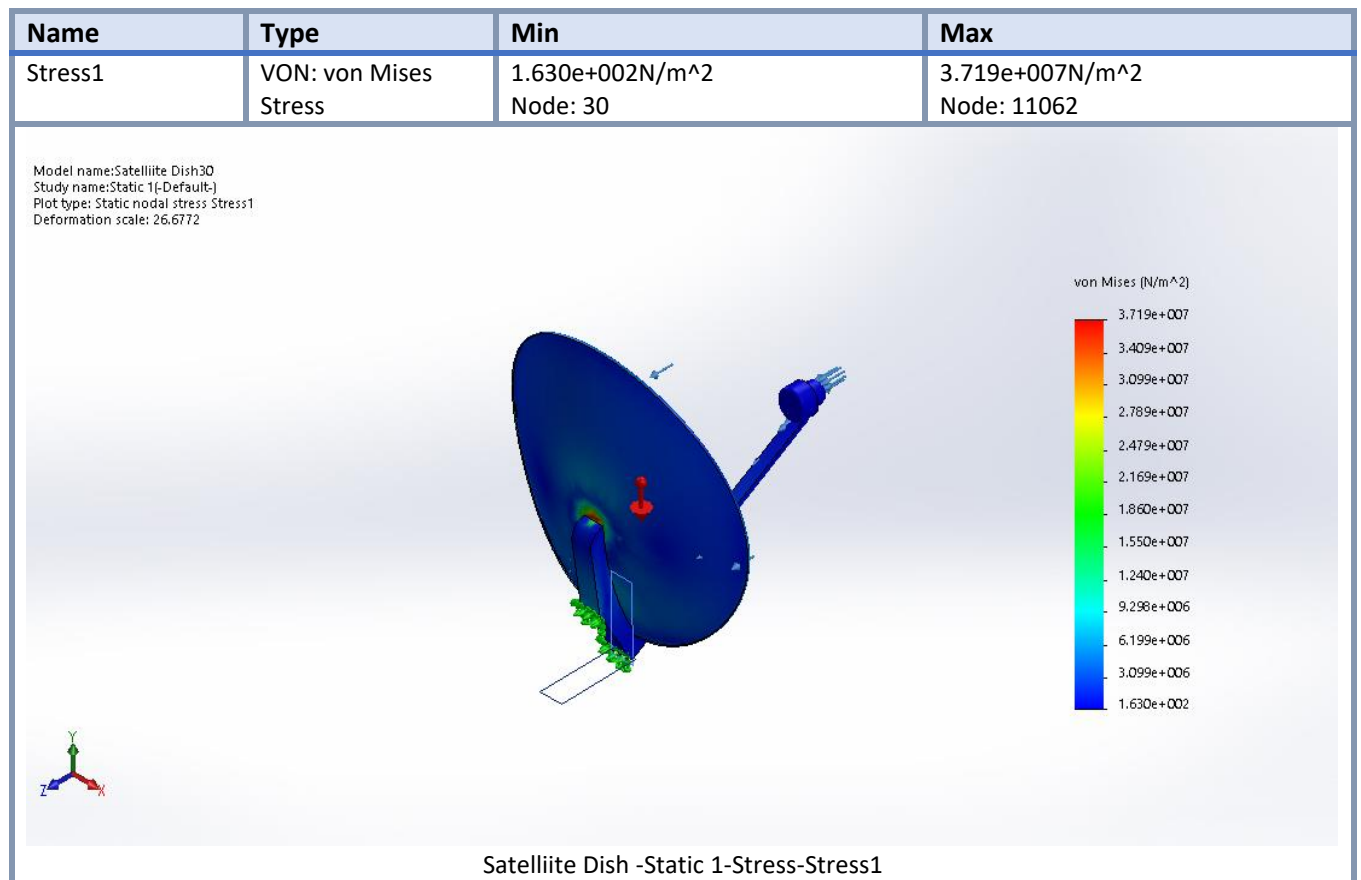 Name Type Min Max
Stress1 VON: von Mises 1.630e+002N/m^2 3.719e+007N/m^2
Stress Node: 30 Node: 11062
Model name:Satelliite Dish30
Study name:Static 1(-Default-)
Plot type: Static nodal stress Stress1
Deformation scale: 26.6772
von Mises (N/m^2)
3.719e+007
3.409e+007
3.099e+007
2.789e+007
2.479e+007
2.169e+007
1.860e+007
1.550e+007
1.240e+007
9.298e+006
6.199e+006
3.099e+006
1.630e+002
Y
Z X
Satelliite Dish -Static 1-Stress-Stress1